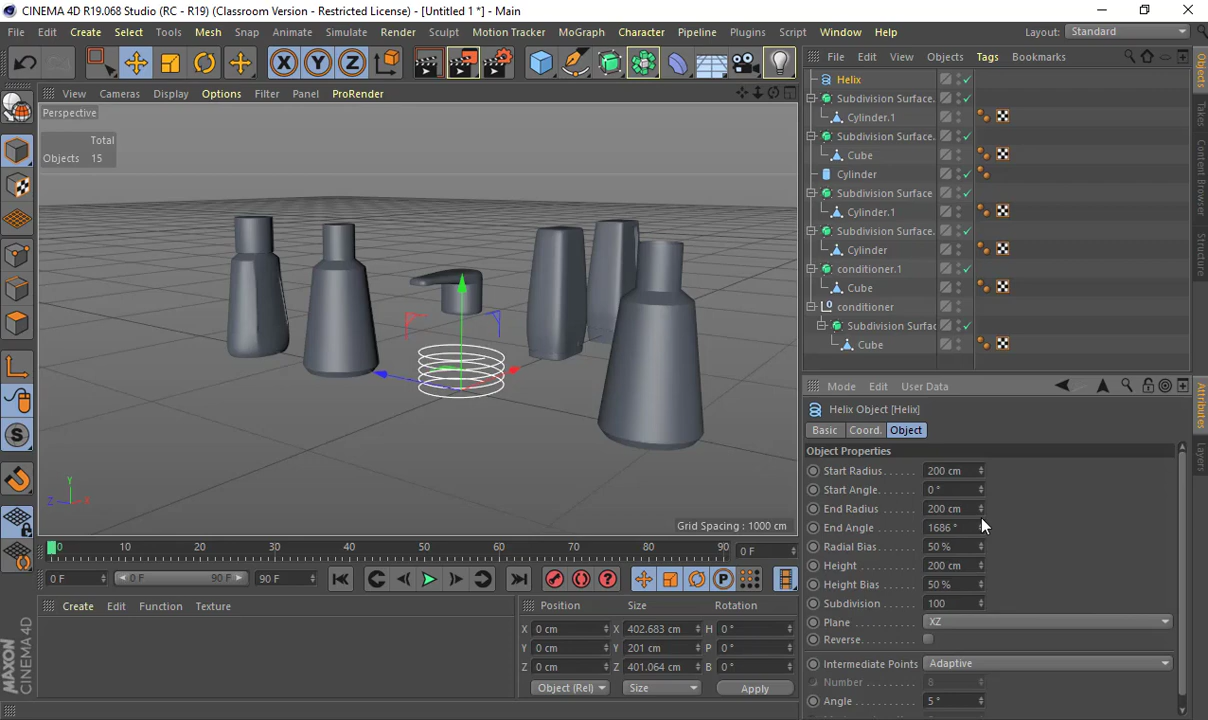 CINEMA 4D R19.068 Studio (RC - R19) (Classroom Version - Restricted License) - [Untitled 1 *] - Main
File Edit Create Select Tools Mesh Snap Animate Simulate Render Sculpt Motion Tracker MoGraph Character Pipeline Plugins Script Window Help Layout: Standard
File Edit View Objects Tags Bookmarks
View Cameras Display Options Filter Panel ProRender
Perspective
Total
Objects 15
Helix
Subdivision Surface.
Cylinder.1
Subdivision Surface.
Cube
Cylinder
Subdivision Surface
Cylinder.1
Subdivision Surface.
Cylinder
conditioner.1
Cube
conditioner
Subdivision Surfac
Cube
Objects
Takes
Content Browser
Structure
Mode Edit User Data
Helix Object [Helix]
Basic Coord. Object
Object Properties
Start Radius 200 cm
Start Angle 0 °
End Radius 200 cm
End Angle 1686 °
Radial Bias 50 %
Height 200 cm
Height Bias 50 %
Subdivision 100
Plane XZ
Reverse
Intermediate Points Adaptive
Number 8
Angle 5 °
Attributes
Layers
Y
Z X
Grid Spacing : 1000 cm
0 10 20 30 40 50 60 70 80 90 0 F
0 F 0 F 90 F 90 F
Create Edit Function Texture
Position Size Rotation
X 0 cm X 402.683 cm H 0 °
Y 0 cm Y 201 cm P 0 °
Z 0 cm Z 401.064 cm B 0 °
Object (Rel) Size Apply
MAXON
CINEMA 4D